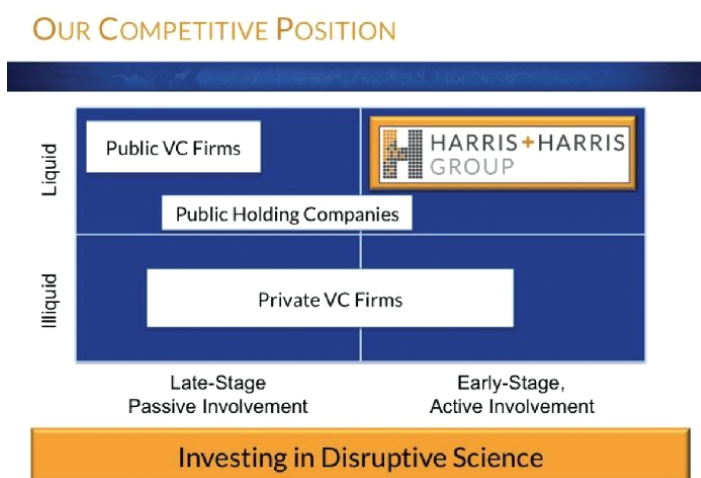 OUR COMPETITIVE POSITION
Liquid
Public VC Firms
HARRIS+HARRIS
GROUP
Public Holding Companies
Illiquid
Private VC Firms
Late-Stage
Passive Involvement
Early-Stage,
Active Involvement
Investing in Disruptive Science